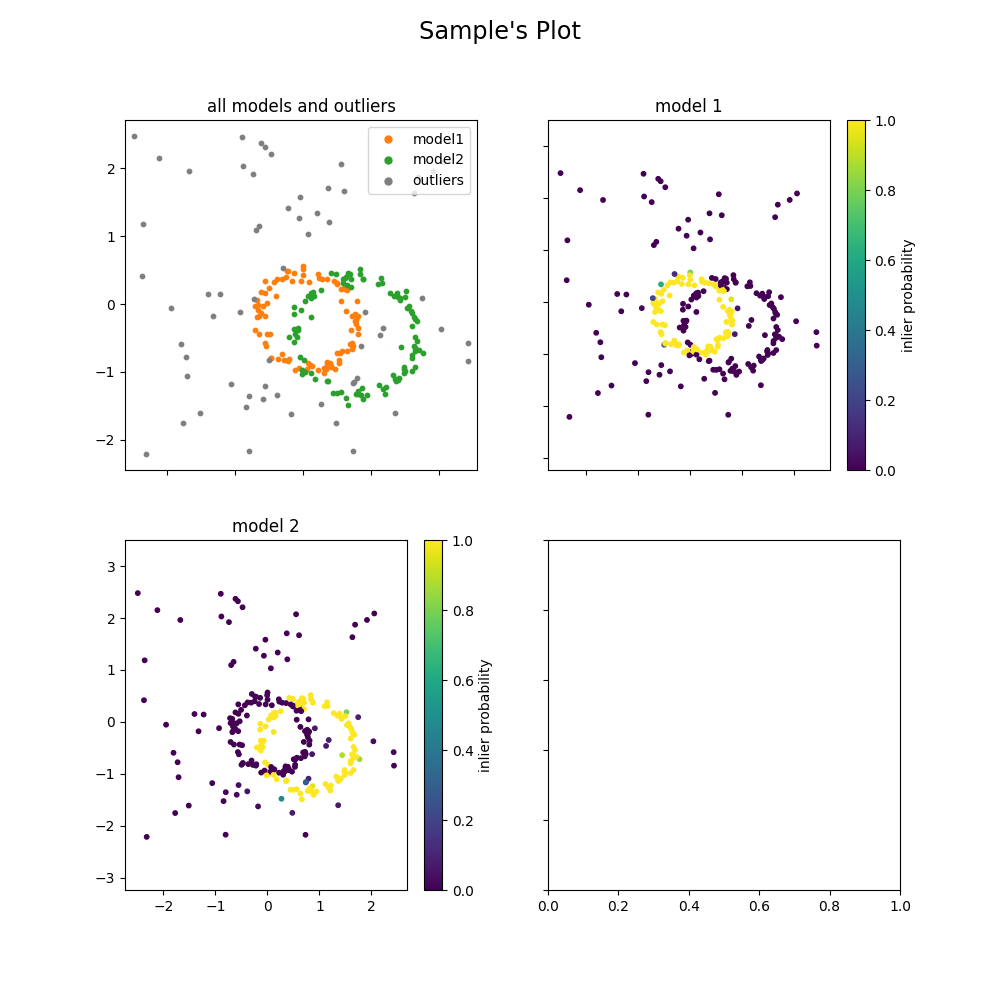 Sample's Plot
all models and outliers
model1
model2
outliers
2
1
0
−1
−2
model 1
1.0
0.8
0.6
0.4
0.2
0.0
inlier probability
model 2
3
2
1
0
−1
−2
−3
−2 −1 0 1 2
1.0
0.8
0.6
0.4
0.2
0.0
inlier probability
0.0 0.2 0.4 0.6 0.8 1.0